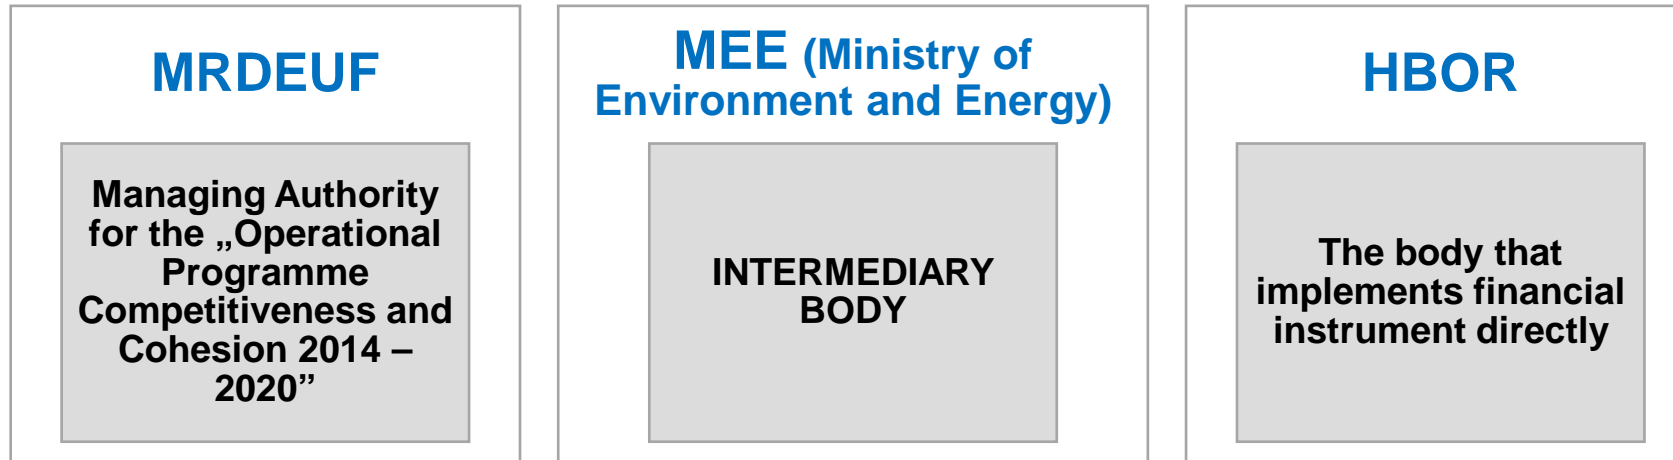 MRDEUF
Managing Authority
for the „Operational
Programme
Competitiveness and
Cohesion 2014 –
2020”
MEE (Ministry of
Environment and Energy)
INTERMEDIARY
BODY
HBOR
The body that
implements financial
instrument directly